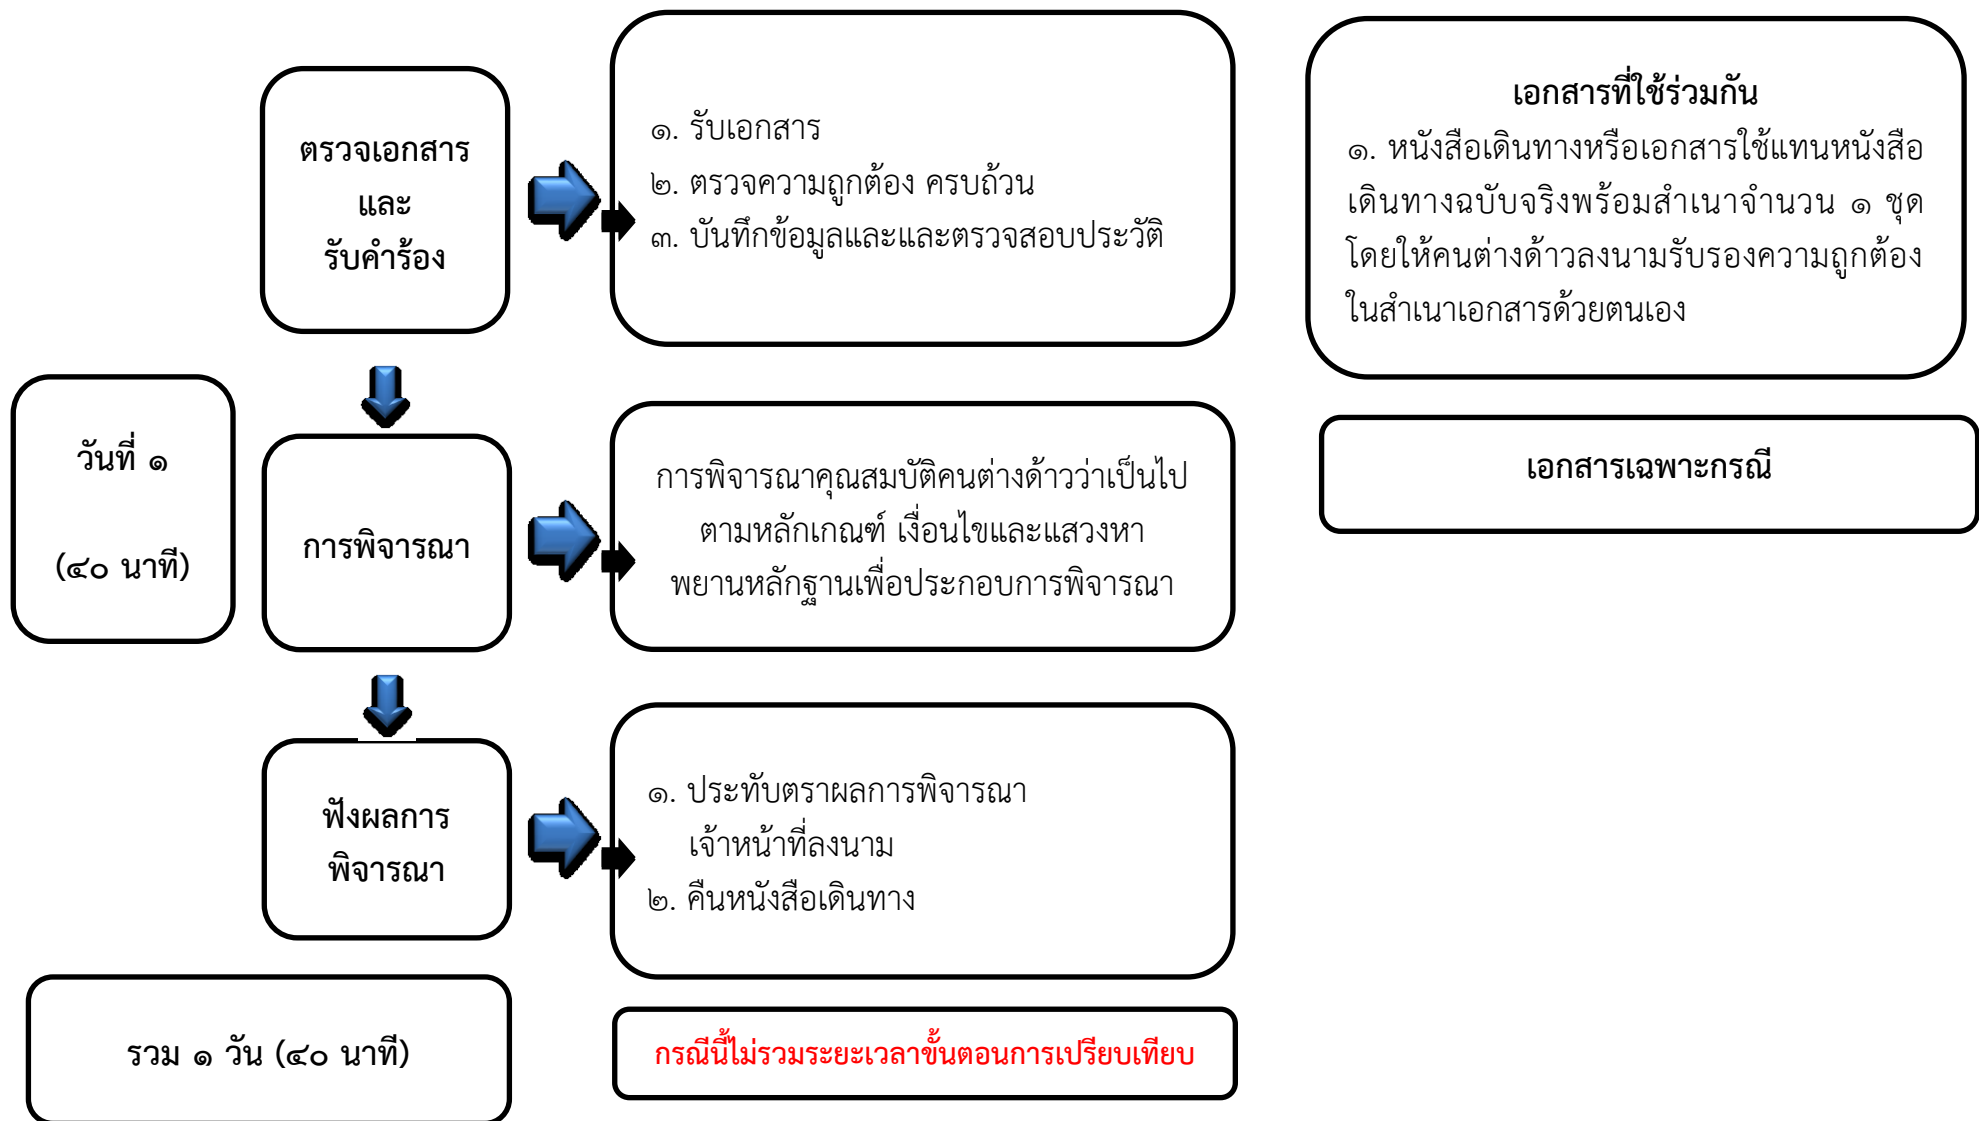 ตรวจเอกสาร
และ
รับคำร้อง
๑. รับเอกสาร
๒. ตรวจความถูกต้อง ครบถ้วน
๓. บันทึกข้อมูลและและตรวจสอบประวัติ
เอกสารที่ใช้ร่วมกัน
๑. หนังสือเดินทางหรือเอกสารใช้แทนหนังสือ
เดินทางฉบับจริงพร้อมสำเนาจำนวน ๑ ชุด
โดยให้คนต่างด้าวลงนามรับรองความถูกต้อง
ในสำเนาเอกสารด้วยตนเอง
วันที่ ๑
(๔๐ นาที)
การพิจารณา
การพิจารณาคุณสมบัติคนต่างด้าวว่าเป็นไป
ตามหลักเกณฑ์ เงื่อนไขและแสวงหา
พยานหลักฐานเพื่อประกอบการพิจารณา
เอกสารเฉพาะกรณี
ฟังผลการ
พิจารณา
๑. ประทับตราผลการพิจารณา
เจ้าหน้าที่ลงนาม
๒. คืนหนังสือเดินทาง
รวม ๑ วัน (๔๐ นาที)
กรณีนี้ไม่รวมระยะเวลาขั้นตอนการเปรียบเทียบ